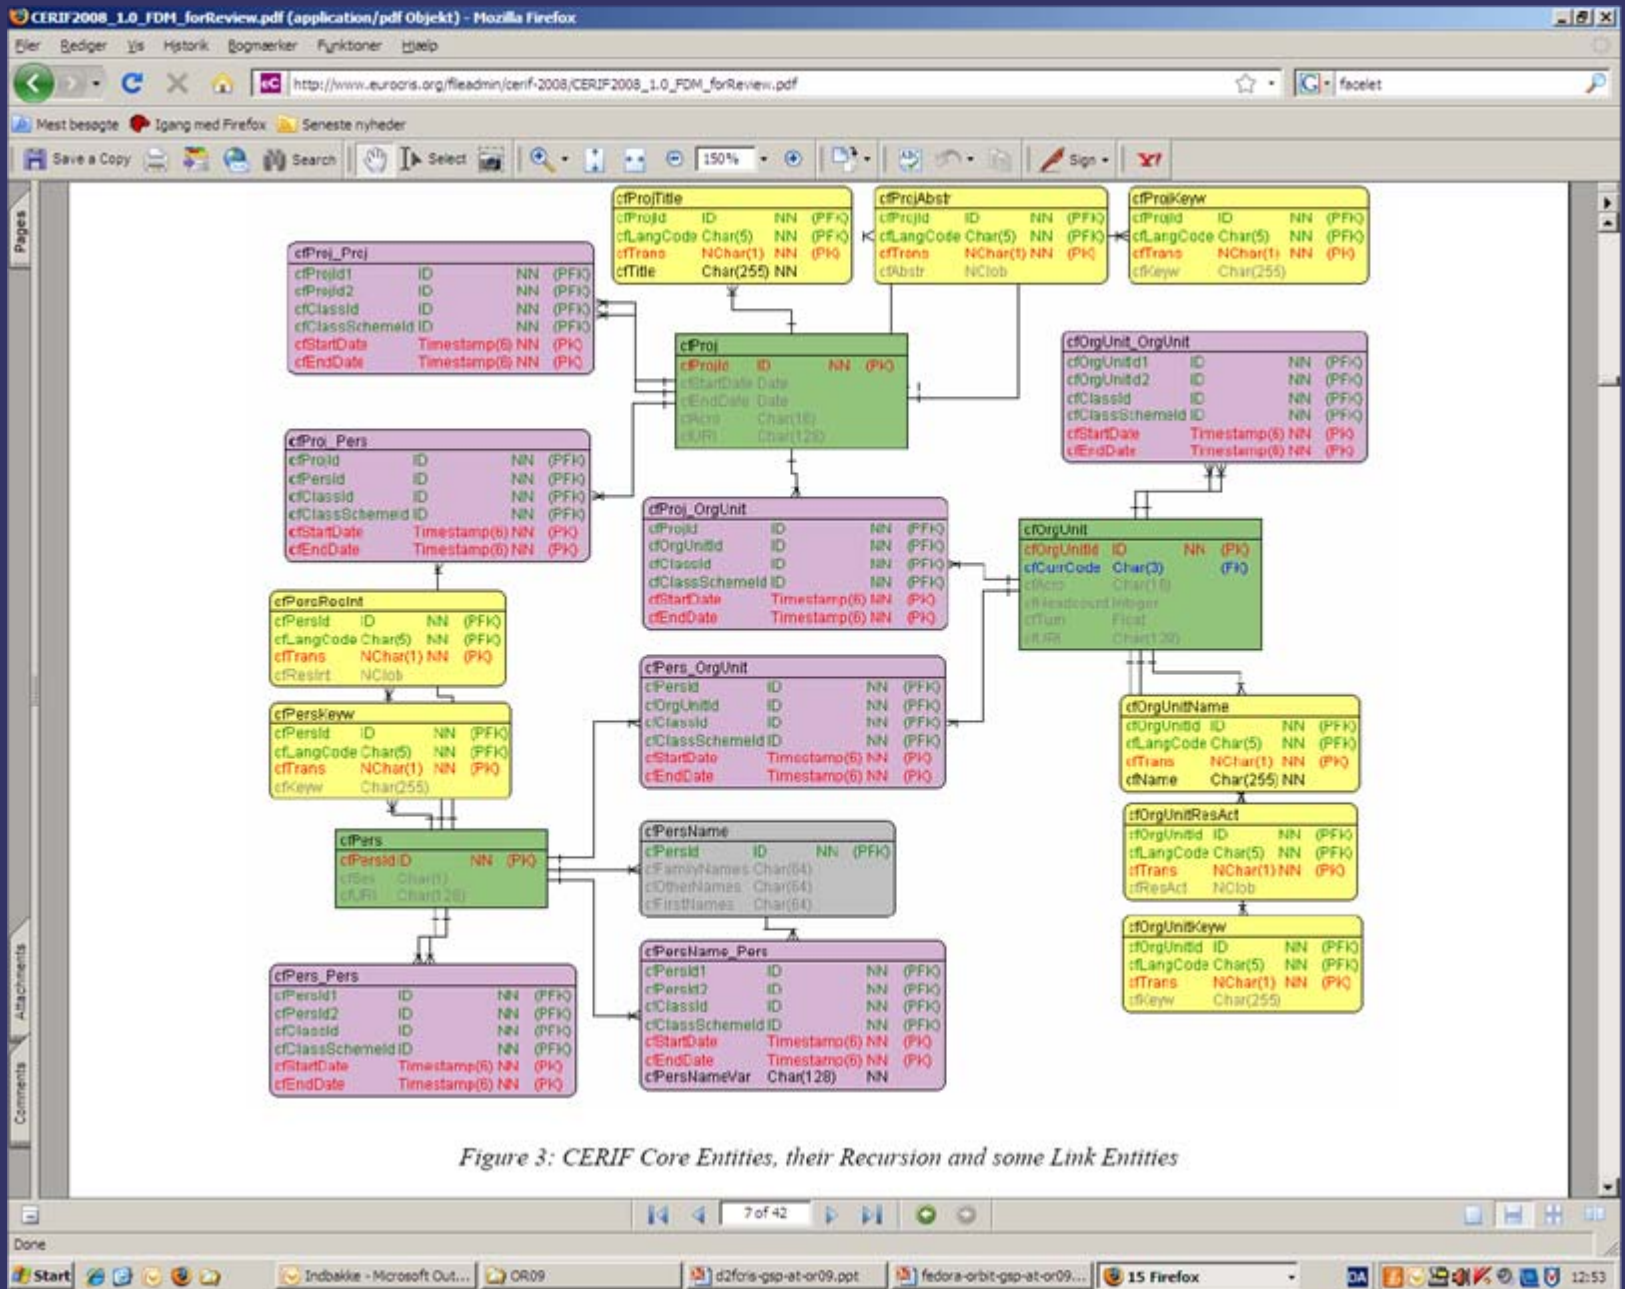 CERIF2008_1.0_FDM_forReview.pdf (application/pdf Objekt) - Mozilla Firefox
Filer Rediger Vis Historik Bogmærker Funktioner Hjælp
http://www.eurocris.org/fileadmin/cerif-2008/CERIF2008_1.0_FDM_forReview.pdf
facelet
Mest besøgte Igang med Firefox Seneste nyheder
Save a Copy Search Select 150% Sign Y!
Pages
Attachments
Comments
cfProjTitle
cfProjId ID NN (PFK)
cfLangCode Char(5) NN (PFK)
cfTrans NChar(1) NN (PK)
cfTitle Char(255) NN
cfProjAbstr
cfProjId ID NN (PFK)
cfLangCode Char(5) NN (PFK)
cfTrans NChar(1) NN (PK)
cfAbstr NClob
cfProjKeyw
cfProjId ID NN (PFK)
cfLangCode Char(5) NN (PFK)
cfTrans NChar(1) NN (PK)
cfKeyw Char(255)
cfProj_Proj
cfProjId1 ID NN (PFK)
cfProjId2 ID NN (PFK)
cfClassId ID NN (PFK)
cfClassSchemeId ID NN (PFK)
cfStartDate Timestamp(6) NN (PK)
cfEndDate Timestamp(6) NN (PK)
cfProj
cfProjId ID NN (PK)
cfStartDate Date
cfEndDate Date
cfAcro Char(16)
cfURI Char(128)
cfOrgUnit_OrgUnit
cfOrgUnitId1 ID NN (PFK)
cfOrgUnitId2 ID NN (PFK)
cfClassId ID NN (PFK)
cfClassSchemeId ID NN (PFK)
cfStartDate Timestamp(6) NN (PK)
cfEndDate Timestamp(6) NN (PK)
cfProj_Pers
cfProjId ID NN (PFK)
cfPersId ID NN (PFK)
cfClassId ID NN (PFK)
cfClassSchemeId ID NN (PFK)
cfStartDate Timestamp(6) NN (PK)
cfEndDate Timestamp(6) NN (PK)
cfProj_OrgUnit
cfProjId ID NN (PFK)
cfOrgUnitId ID NN (PFK)
cfClassId ID NN (PFK)
cfClassSchemeId ID NN (PFK)
cfStartDate Timestamp(6) NN (PK)
cfEndDate Timestamp(6) NN (PK)
cfOrgUnit
cfOrgUnitId ID NN (PK)
cfCurrCode Char(3) (FK)
cfAcro Char(16)
cfHeadcount Integer
cfTurn Float
cfURI Char(128)
cfPersResInt
cfPersId ID NN (PFK)
cfLangCode Char(5) NN (PFK)
cfTrans NChar(1) NN (PK)
cfResInt NClob
cfPers_OrgUnit
cfPersId ID NN (PFK)
cfOrgUnitId ID NN (PFK)
cfClassId ID NN (PFK)
cfClassSchemeId ID NN (PFK)
cfStartDate Timestamp(6) NN (PK)
cfEndDate Timestamp(6) NN (PK)
cfPersKeyw
cfPersId ID NN (PFK)
cfLangCode Char(5) NN (PFK)
cfTrans NChar(1) NN (PK)
cfKeyw Char(255)
cfOrgUnitName
cfOrgUnitId ID NN (PFK)
cfLangCode Char(5) NN (PFK)
cfTrans NChar(1) NN (PK)
cfName Char(255) NN
cfOrgUnitResAct
cfOrgUnitId ID NN (PFK)
cfLangCode Char(5) NN (PFK)
cfTrans NChar(1) NN (PK)
cfResAct NClob
cfPers
cfPersId ID NN (PK)
cfSex Char(1)
cfURI Char(128)
cfPersName
cfPersId ID NN (PFK)
cfFamilyNames Char(64)
cfOtherNames Char(64)
cfFirstNames Char(64)
cfOrgUnitKeyw
cfOrgUnitId ID NN (PFK)
cfLangCode Char(5) NN (PFK)
cfTrans NChar(1) NN (PK)
cfKeyw Char(255)
cfPers_Pers
cfPersId1 ID NN (PFK)
cfPersId2 ID NN (PFK)
cfClassId ID NN (PFK)
cfClassSchemeId ID NN (PFK)
cfStartDate Timestamp(6) NN (PK)
cfEndDate Timestamp(6) NN (PK)
cfPersName_Pers
cfPersId1 ID NN (PFK)
cfPersId2 ID NN (PFK)
cfClassId ID NN (PFK)
cfClassSchemeId ID NN (PFK)
cfStartDate Timestamp(6) NN (PK)
cfEndDate Timestamp(6) NN (PK)
cfPersNameVar Char(128) NN
Figure 3: CERIF Core Entities, their Recursion and some Link Entities
7 of 42
Done
Start Indbakke - Microsoft Out... OR09 d2fcris-gsp-at-or09.ppt fedora-orbit-gsp-at-or09... 15 Firefox DA 12:53